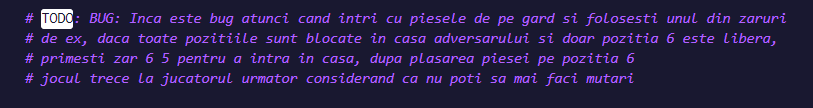 # TODO: BUG: Inca este bug atunci cand intri cu piesele de pe gard si folosesti unul din zaruri
# de ex, daca toate pozitiile sunt blocate in casa adversarului si doar pozitia 6 este libera,
# primesti zar 6 5 pentru a intra in casa, dupa plasarea piesei pe pozitia 6
# jocul trece la jucatorul urmator considerand ca nu poti sa mai faci mutari